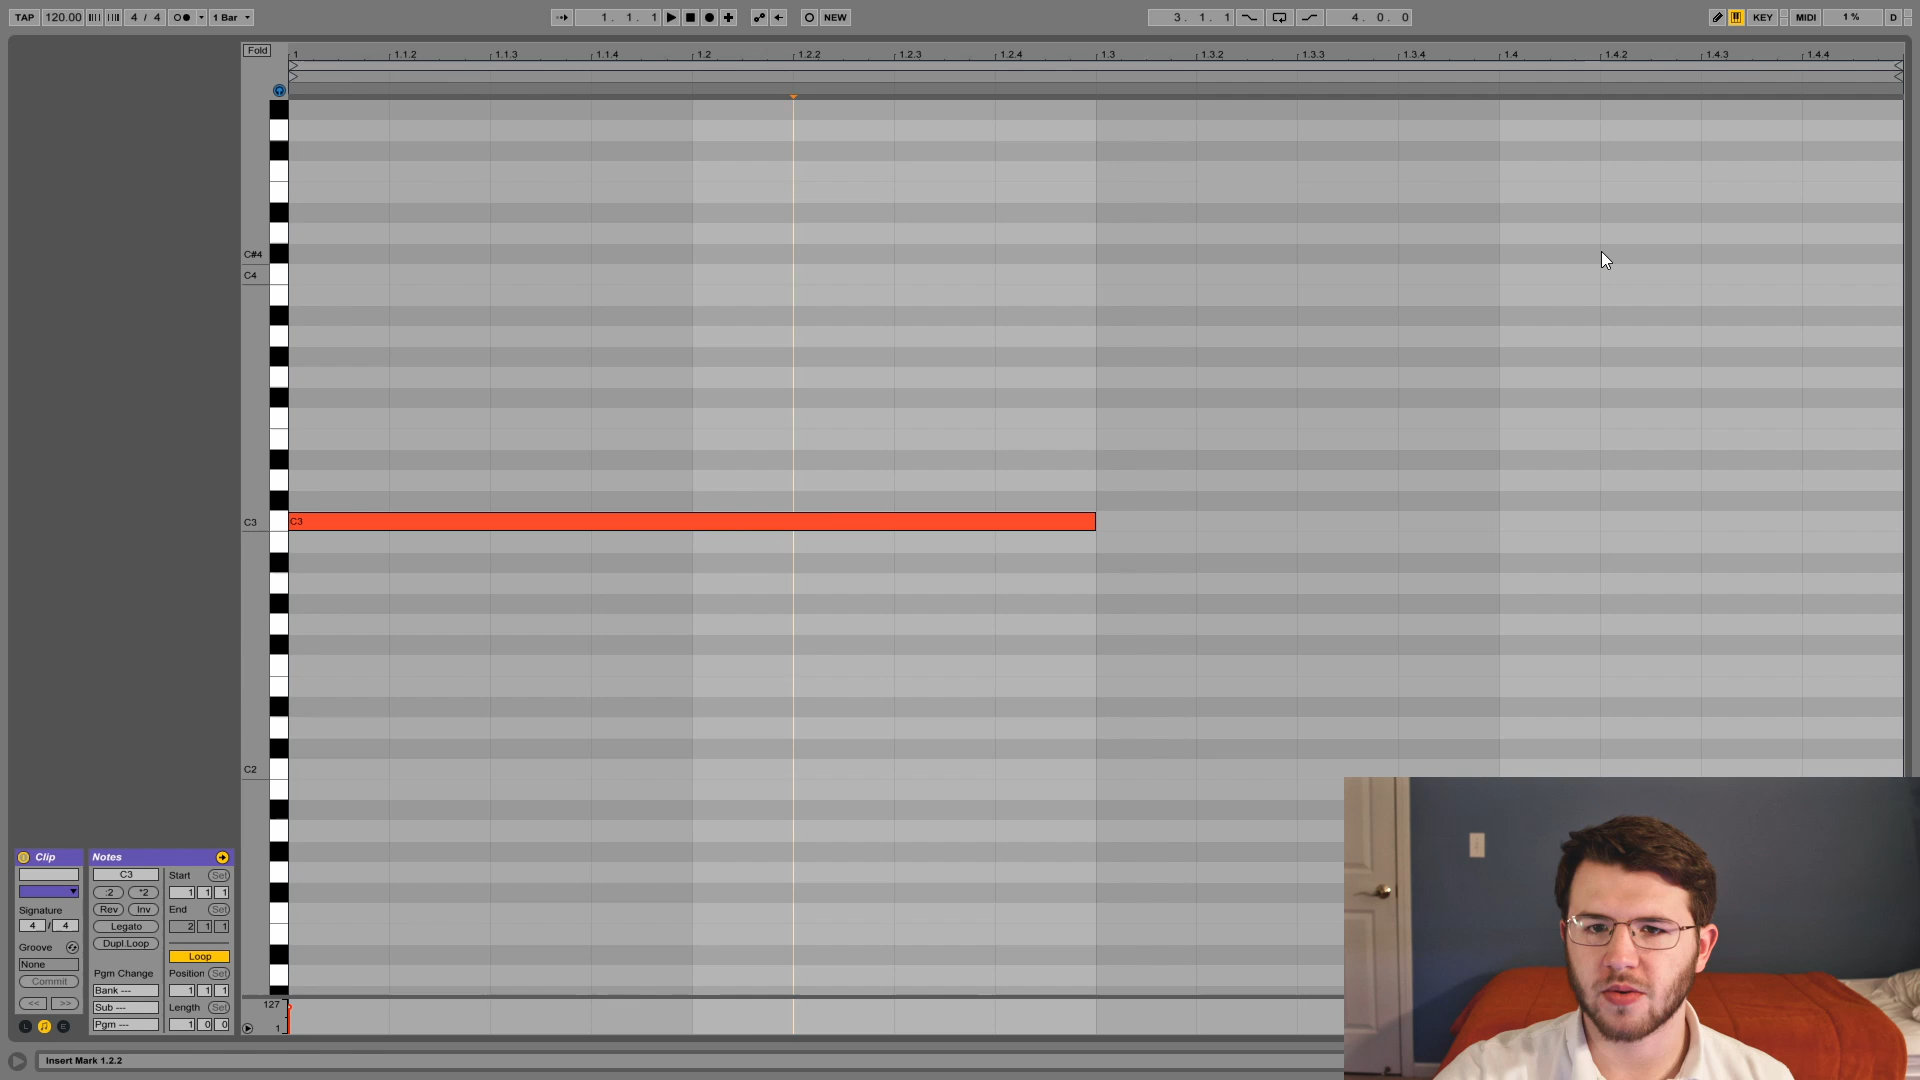 TAP 120.00 4 / 4 1 Bar 1. 1. 1 NEW 3. 1. 1 4. 0. 0 KEY MIDI 1 % D
Fold 1 1.1.2 1.1.3 1.1.4 1.2 1.2.2 1.2.3 1.2.4 1.3 1.3.2 1.3.3 1.3.4 1.4 1.4.2 1.4.3 1.4.4
C#4
C4
C3 C3
C2
Clip Notes
C3 Start Set
:2 *2 1 1 1
Signature Rev Inv End Set
4 / 4 Legato 2 1 1
Groove Dupl.Loop
None Loop
Commit Pgm Change Position Set
Bank --- 1 1 1
<< >> Sub --- Length Set
Pgm --- 1 0 0
L E
127
1
Insert Mark 1.2.2